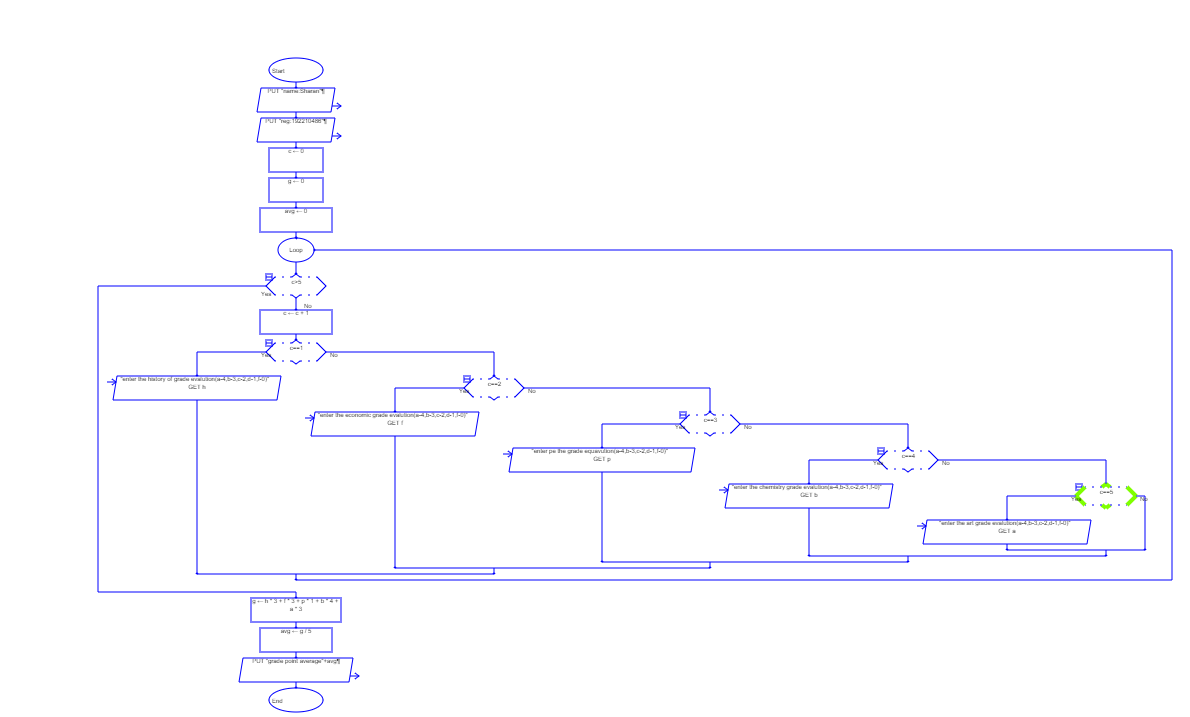 Start
PUT "name:Sharan"¶
PUT "reg:192210486"¶
c ← 0
g ← 0
avg ← 0
Loop
c>5
Yes
No
c ← c + 1
c==1
Yes
No
"enter the history of grade evalution(a-4,b-3,c-2,d-1,f-0)"
GET h
c==2
Yes
No
"enter the economic grade evalution(a-4,b-3,c-2,d-1,f-0)"
GET f
c==3
Yes
No
"enter pe the grade equavution(a-4,b-3,c-2,d-1,f-0)"
GET p
c==4
Yes
No
"enter the chemistry grade evalution(a-4,b-3,c-2,d-1,f-0)"
GET b
c==5
Yes
No
"enter the art grade evalution(a-4,b-3,c-2,d-1,f-0)"
GET a
g ← h * 3 + f * 3 + p * 1 + b * 4 +
a * 3
avg ← g / 5
PUT "grade point average"+avg¶
End